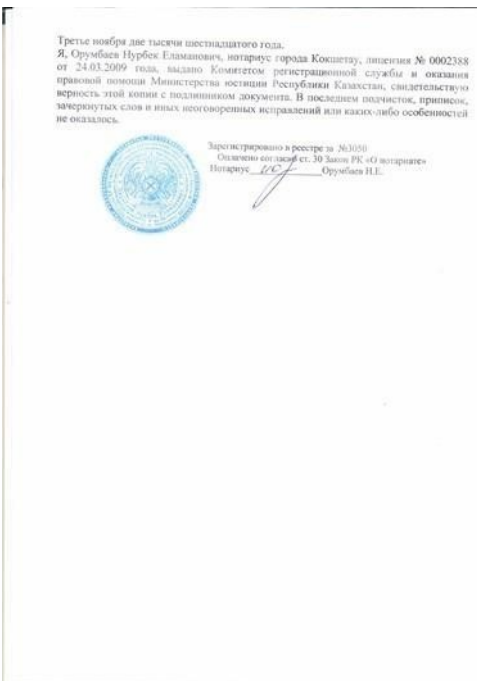 Третье ноября две тысячи шестнадцатого года.
Я, Орумбаев Нурбек Еламанович, нотариус города Кокшетау, лицензия № 0002388
от 24.03.2009 года, выдано Комитетом регистрационной службы и оказания
правовой помощи Министерства юстиции Республики Казахстан, свидетельствую
верность этой копии с подлинником документа. В последнем подчисток, приписок,
зачеркнутых слов и иных неоговоренных исправлений или каких-либо особенностей
не оказалось.
Зарегистрировано в реестре за №3050
Оплачено согласно ст. 30 Закон РК «О нотариате»
Нотариус Орумбаев Н.Е.